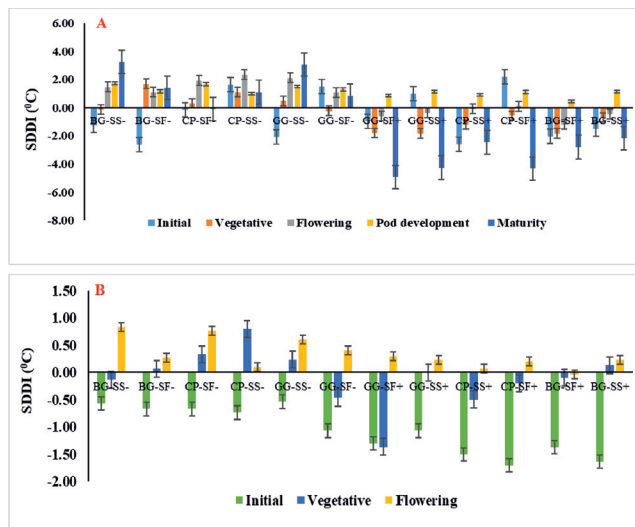 A
SDDI (⁰C)
6.00
4.00
2.00
0.00
-2.00
-4.00
-6.00
-8.00
BG-SS- BG-SF- CP-SF- CP-SS- GG-SS- GG-SF- GG-SF+ GG-SS+ CP-SS+ CP-SF+ BG-SF+ BG-SS+
Initial Vegetative Flowering Pod development Maturity
B
SDDI (⁰C)
1.50
1.00
0.50
0.00
-0.50
-1.00
-1.50
-2.00
BG-SS- BG-SF- CP-SF- CP-SS- GG-SS- GG-SF- GG-SF+ GG-SS+ CP-SS+ CP-SF+ BG-SF+ BG-SS+
Initial Vegetative Flowering